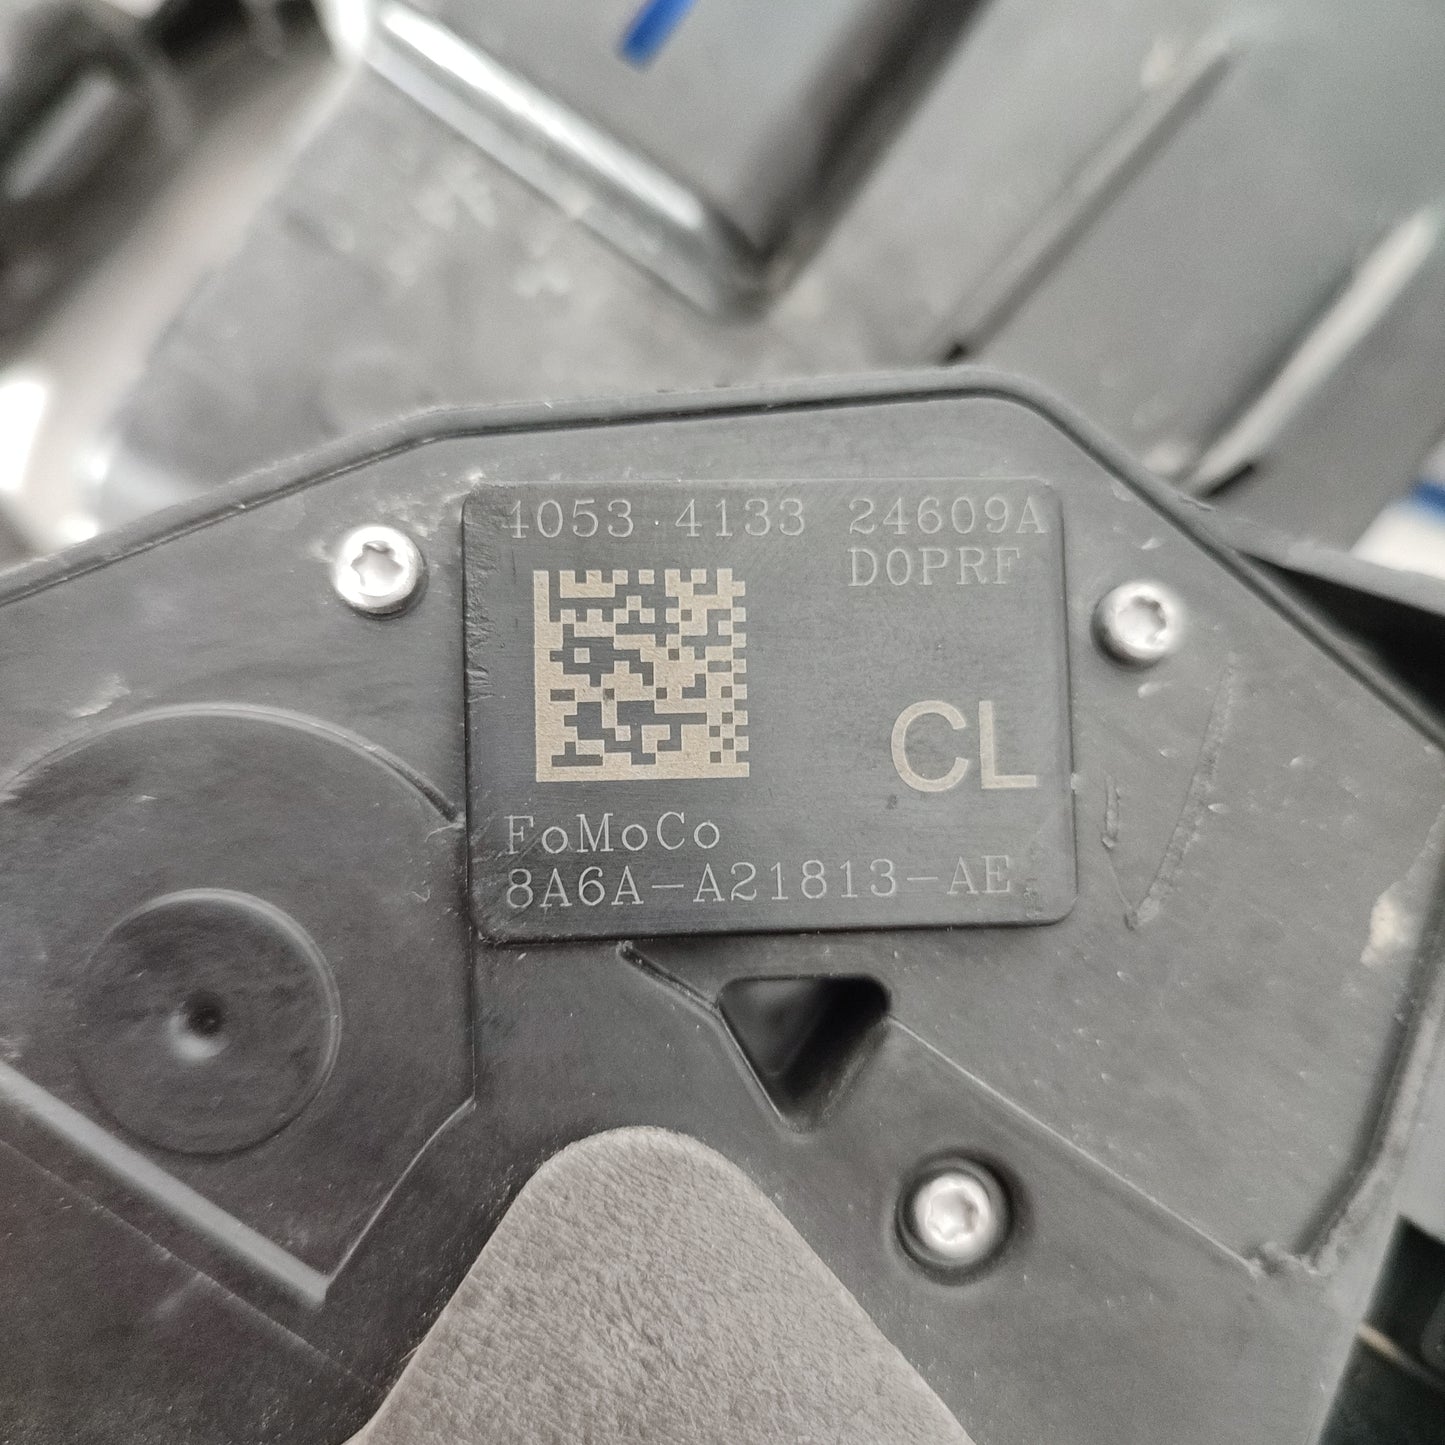 4053 4133 24609A
D0PRF
CL
FoMoCo
8A6A-A21813-AE